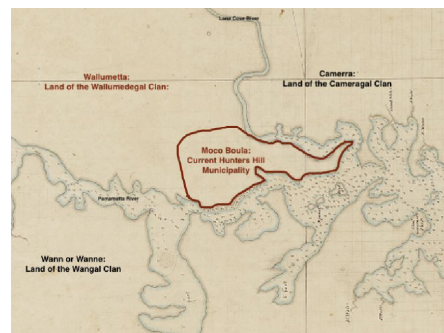 Lane Cove River
Wallumetta:
Land of the Wallumedegal Clan:
Camerra:
Land of the Cameragal Clan
Moco Boula:
Current Hunters Hill
Municipality
Parramatta River
Wann or Wanne:
Land of the Wangal Clan